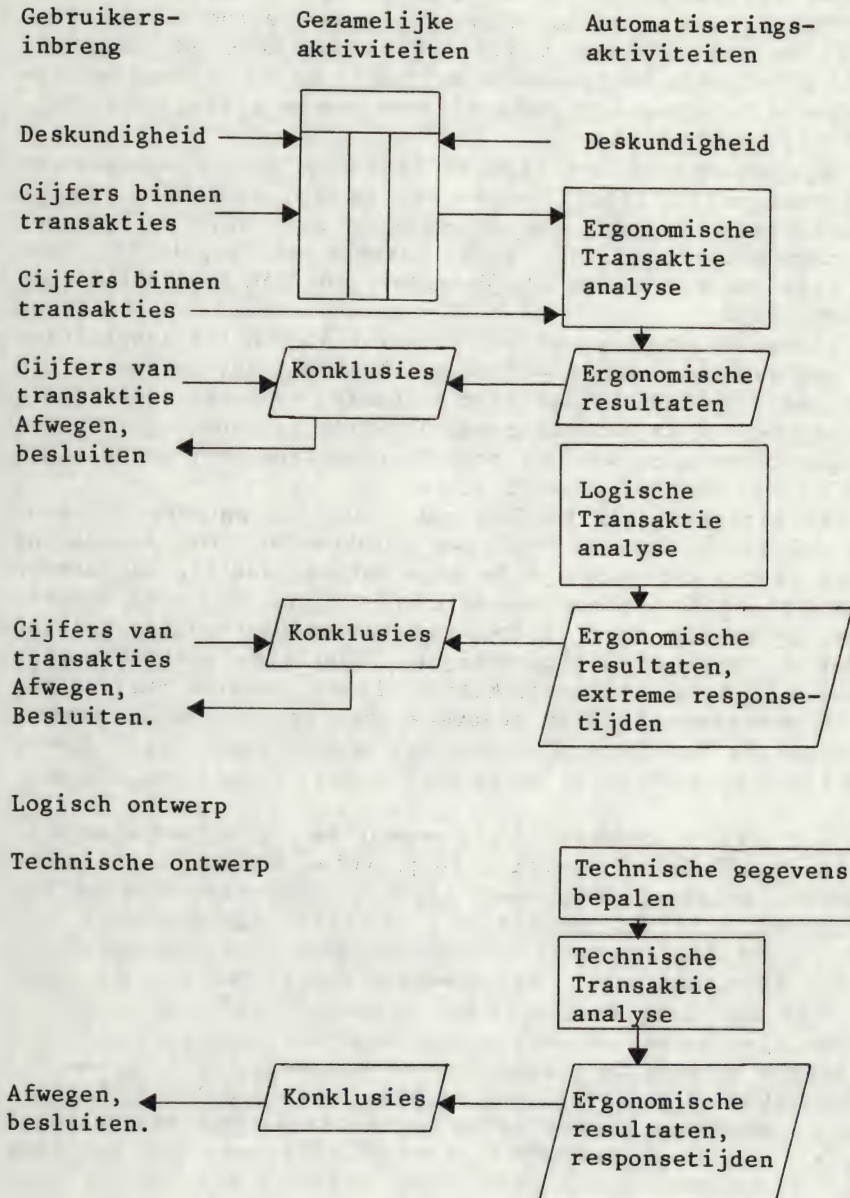 Gebruikers-
inbreng
Gezamelijke
aktiviteiten
Automatiserings-
aktiviteiten
Deskundigheid
Deskundigheid
Cijfers binnen
transakties
Ergonomische
Transaktie
analyse
Cijfers binnen
transakties
Cijfers van
transakties
Afwegen,
besluiten
Konklusies
Ergonomische
resultaten
Logische
Transaktie
analyse
Cijfers van
transakties
Afwegen,
Besluiten.
Konklusies
Ergonomische
resultaten,
extreme response-
tijden
Logisch ontwerp
Technische ontwerp
Technische gegevens
bepalen
Technische
Transaktie
analyse
Afwegen,
besluiten.
Konklusies
Ergonomische
resultaten,
responsetijden